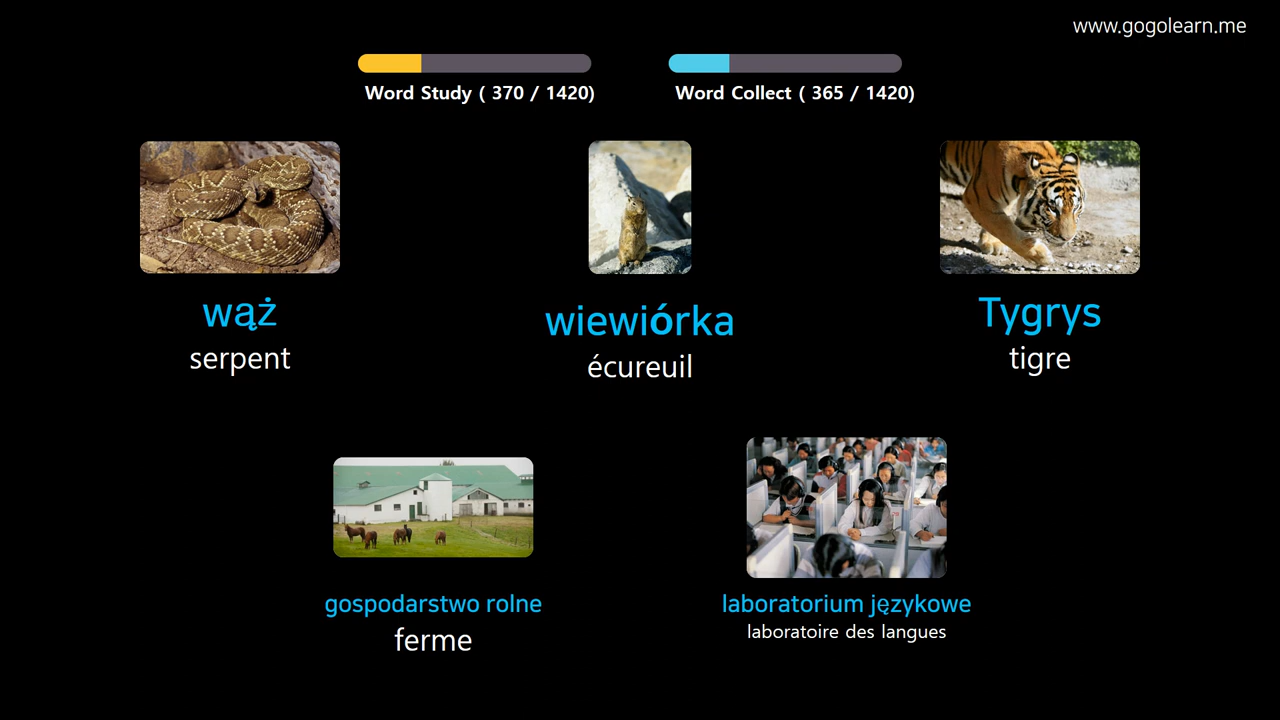 www.gogolearn.me
Word Study ( 370 / 1420)
Word Collect ( 365 / 1420)
wąż
serpent
wiewiórka
écureuil
Tygrys
tigre
gospodarstwo rolne
ferme
laboratorium językowe
laboratoire des langues